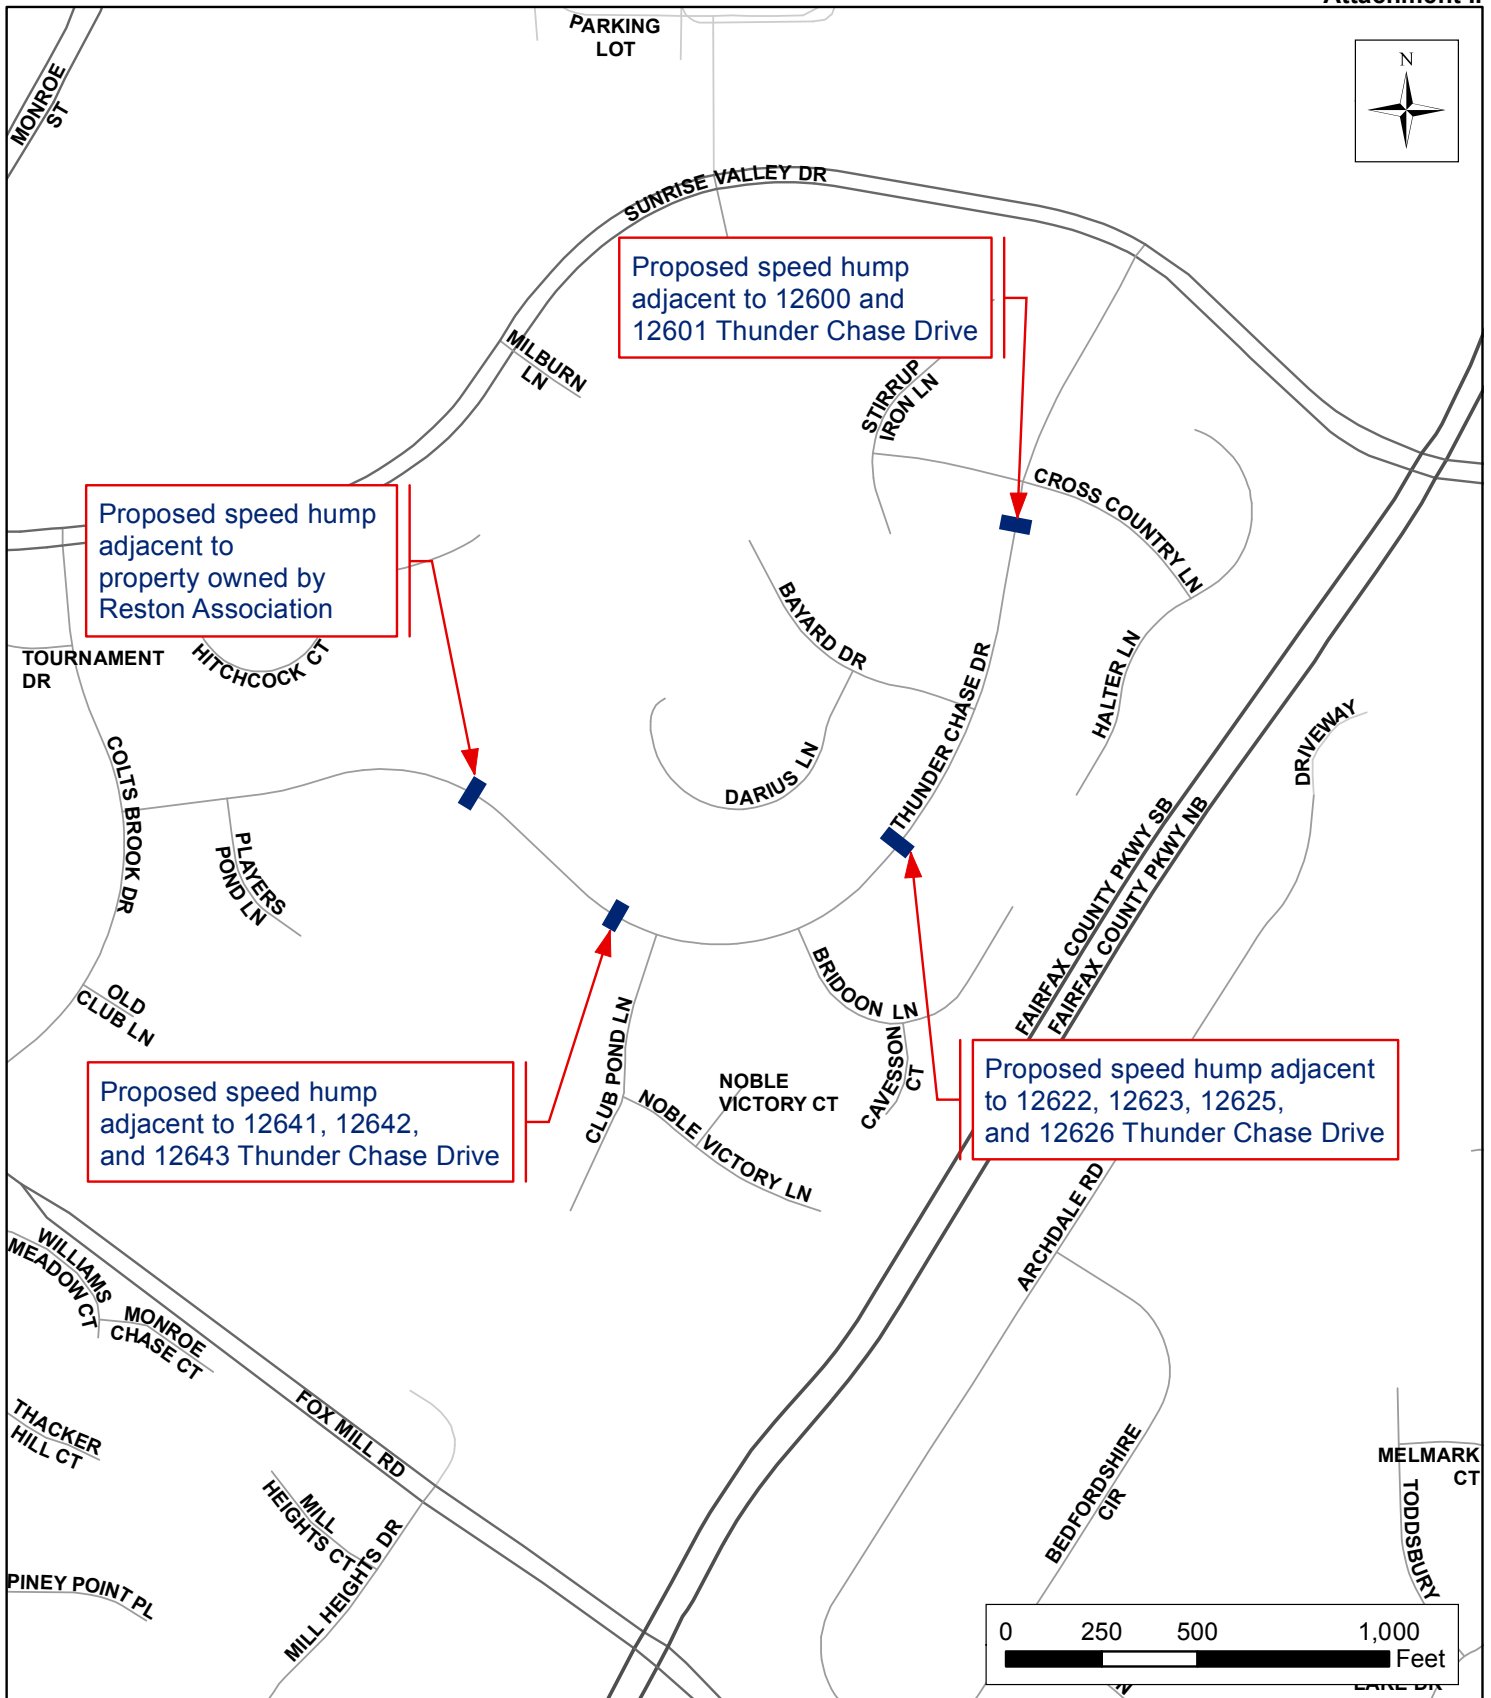 PARKING
LOT
N
MONROE
ST
SUNRISE VALLEY DR
Proposed speed hump
adjacent to 12600 and
12601 Thunder Chase Drive
MILBURN
LN
STIRRUP
IRON LN
CROSS COUNTRY LN
Proposed speed hump
adjacent to
property owned by
Reston Association
TOURNAMENT
DR
HITCHCOCK CT
BAYARD DR
HALTER LN
THUNDER CHASE DR
DRIVEWAY
COLTS BROOK DR
DARIUS LN
PLAYERS
POND LN
FAIRFAX COUNTY PKWY SB
FAIRFAX COUNTY PKWY NB
OLD
CLUB LN
BRIDOON LN
CLUB POND LN
CAVESSON
CT
NOBLE
VICTORY CT
NOBLE VICTORY LN
Proposed speed hump
adjacent to 12641, 12642,
and 12643 Thunder Chase Drive
Proposed speed hump adjacent
to 12622, 12623, 12625,
and 12626 Thunder Chase Drive
ARCHDALE RD
WILLIAMS
MEADOW CT
MONROE
CHASE CT
FOX MILL RD
THACKER
HILL CT
MILL
HEIGHTS CT
MILL HEIGHTS DR
PINEY POINT PL
BEDFORDSHIRE
CIR
MELMARK
CT
TODDSBURY
0 250 500 1,000
Feet